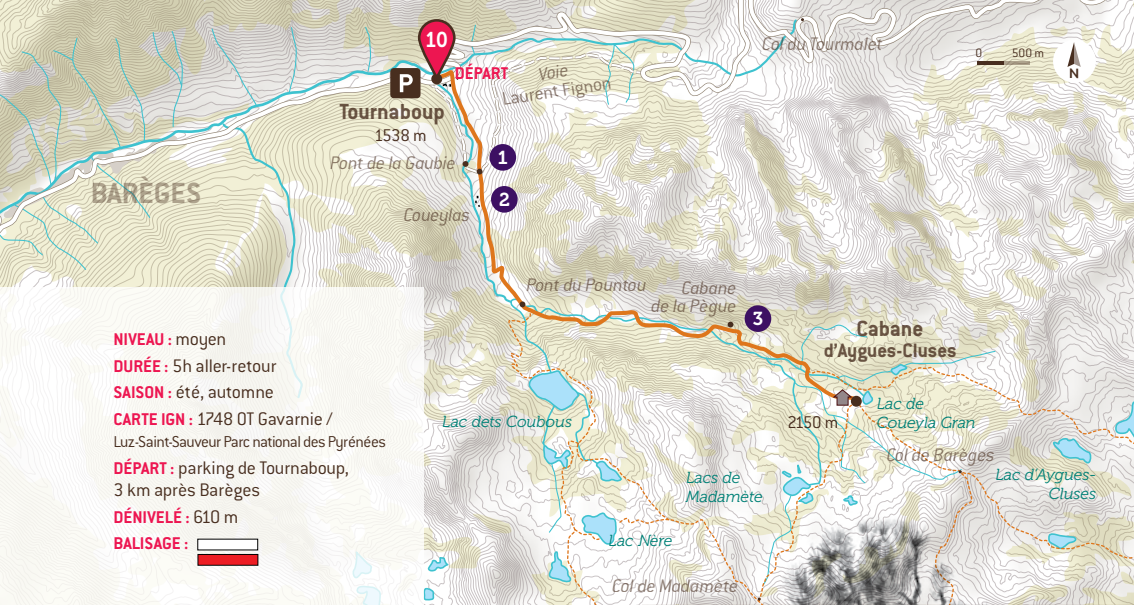 10
DÉPART
P
Tournaboup
1538 m
Col du Tourmalet
0 500 m
N
Voie
Laurent Fignon
Pont de la Gaubie
1
BARÈGES
2
Coueylas
Pont du Pountou
Cabane
de la Pègue
3
Cabane
d'Aygues-Cluses
2150 m
Lac de
Coueyla Gran
Lac dets Coubous
Col de Barèges
Lacs de
Madamète
Lac d'Aygues-
Cluses
Lac Nère
Col de Madamète
NIVEAU : moyen
DURÉE : 5h aller-retour
SAISON : été, automne
CARTE IGN : 1748 OT Gavarnie /
Luz-Saint-Sauveur Parc national des Pyrénées
DÉPART : parking de Tournaboup,
3 km après Barèges
DÉNIVELÉ : 610 m
BALISAGE :